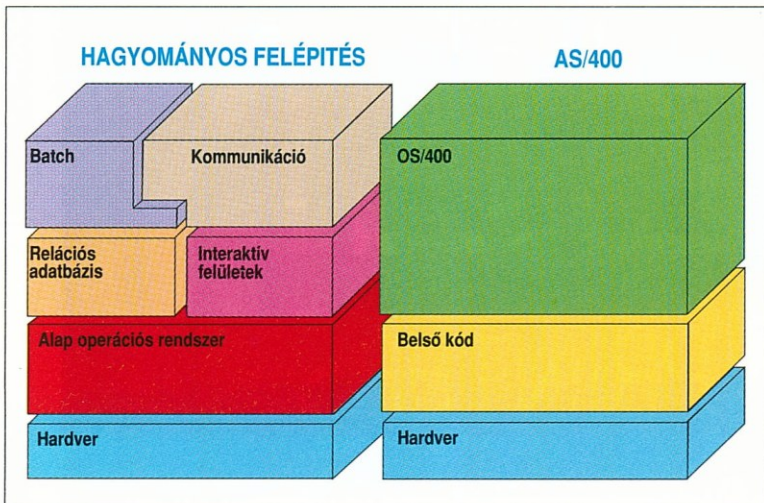 HAGYOMÁNYOS FELÉPITÉS
AS/400
Batch
Kommunikáció
OS/400
Relációs
adatbázis
Interaktív
felületek
Alap operációs rendszer
Belső kód
Hardver
Hardver